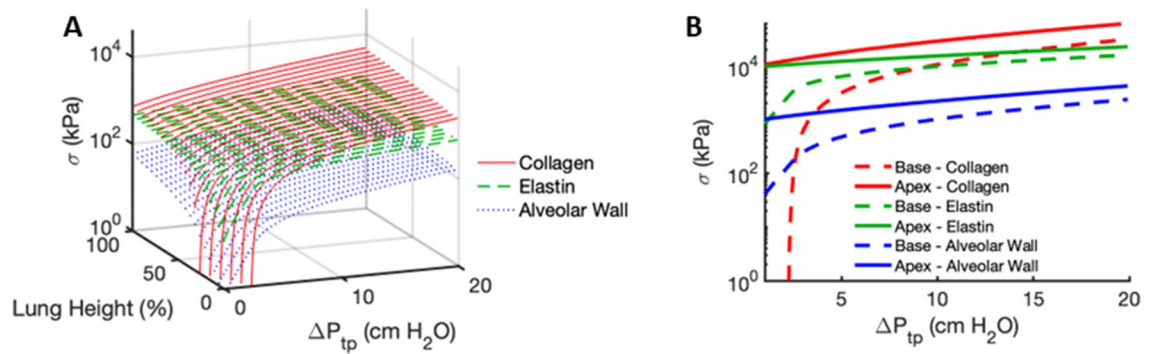 A
10^4
10^2
10^0
σ (kPa)
100
50
0
Lung Height (%)
0
10
20
ΔP_tp (cm H_2O)
Collagen
Elastin
Alveolar Wall
B
10^4
10^2
10^0
σ (kPa)
Base - Collagen
Apex - Collagen
Base - Elastin
Apex - Elastin
Base - Alveolar Wall
Apex - Alveolar Wall
5
10
15
20
ΔP_tp (cm H_2O)